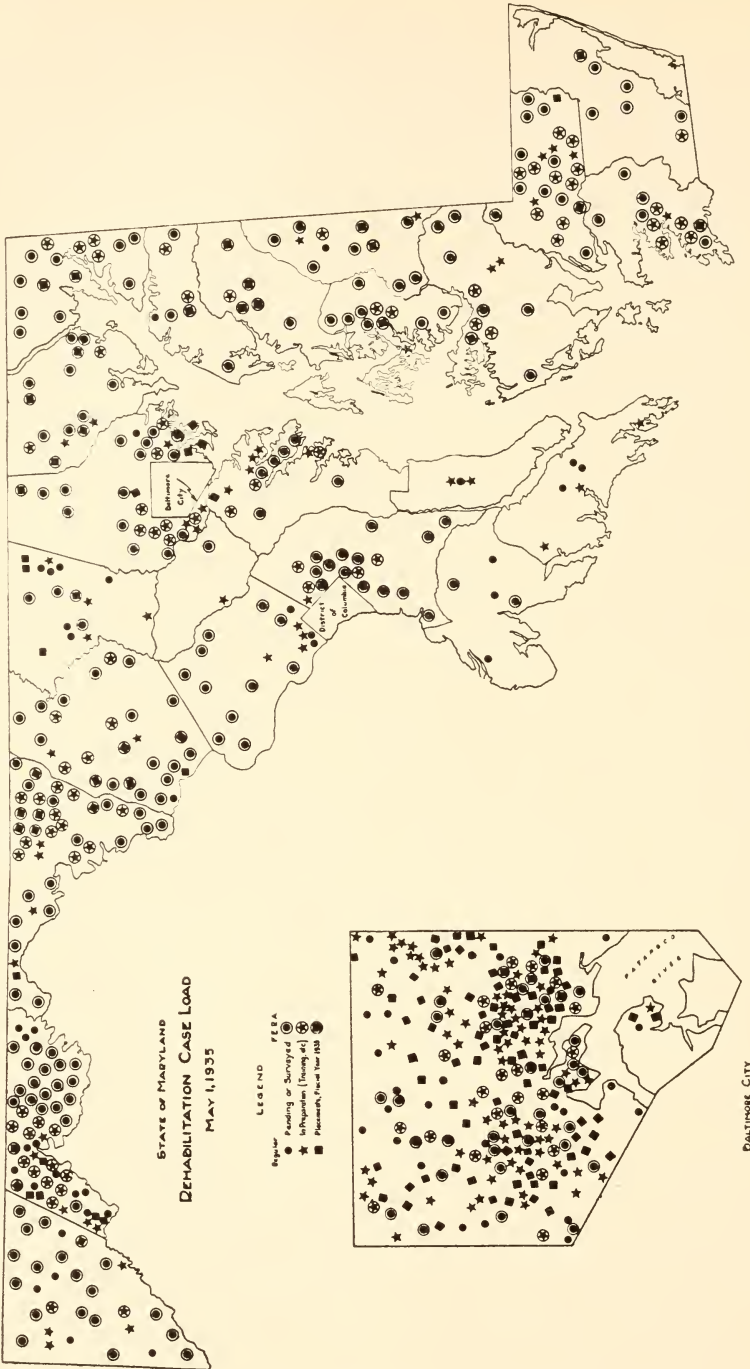 STATE OF MARYLAND
REHABILITATION CASE LOAD
MAY 1, 1935
LEGEND
Regular FERA
Pending or Surveyed
In Preparation (Training, etc)
Placements, Fiscal Year 1935
Baltimore
City
District
of
Columbia
PATAPSCO
RIVER
BALTIMORE CITY